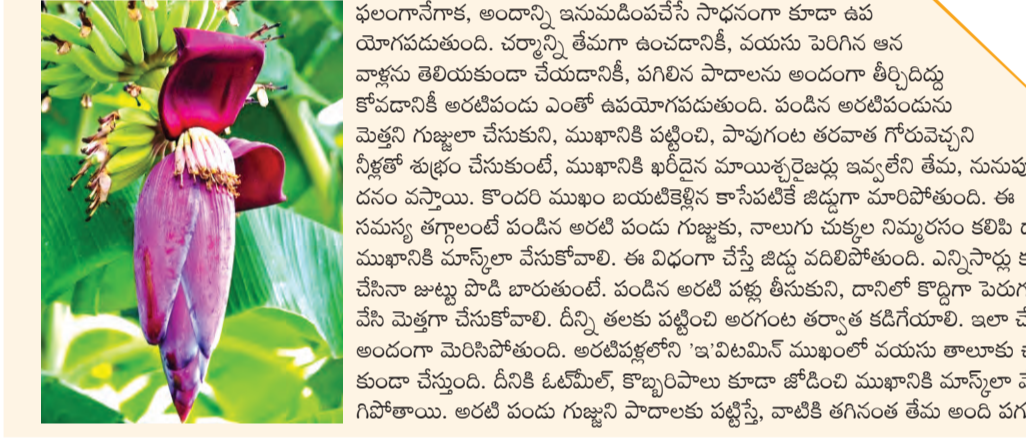 ఫలంగానేగాక, అందాన్ని ఇనుమడింపచేసే సాధనంగా కూడా ఉప
యోగపడుతుంది. చర్మాన్ని తేమగా ఉంచడానికీ, వయసు పెరిగిన ఆన
వాళ్లను తెలియకుండా చేయడానికీ, పగిలిన పాదాలను అందంగా తీర్చిదిద్దు
కోవడానికీ అరటిపండు ఎంతో ఉపయోగపడుతుంది. పండిన అరటిపండును
మెత్తని గుజ్జులా చేసుకుని, ముఖానికి పట్టించి, పావుగంట తరవాత గోరువెచ్చని
నీళ్లతో శుభ్రం చేసుకుంటే, ముఖానికి ఖరీదైన మాయిశ్చరైజర్లు ఇవ్వలేని తేమ, నునుపు
దనం వస్తాయి. కొందరి ముఖం బయటికెళ్లిన కాసేపటికే జిడ్డుగా మారిపోతుంది. ఈ
సమస్య తగ్గాలంటే పండిన అరటి పండు గుజ్జుకు, నాలుగు చుక్కల నిమ్మరసం కలిపి
ముఖానికి మాస్క్‌లా వేసుకోవాలి. ఈ విధంగా చేస్తే జిడ్డు వదిలిపోతుంది. ఎన్నిసార్లు
చేసినా జుట్టు పొడి బారుతుంటే. పండిన అరటి పళ్లు తీసుకుని, దానిలో కొద్దిగా పెరుగ
వేసి మెత్తగా చేసుకోవాలి. దీన్ని తలకు పట్టించి అరగంట తర్వాత కడిగేయాలి. ఇలా
అందంగా మెరిసిపోతుంది. అరటిపళ్లలోని 'ఇ'విటమిన్ ముఖంలో వయసు తాలూకు
కుండా చేస్తుంది. దీనికి ఓట్‌మీల్, కొబ్బరిపాలు కూడా జోడించి ముఖానికి మాస్క్‌లా
గిపోతాయి. అరటి పండు గుజ్జుని పాదాలకు పట్టిస్తే, వాటికి తగినంత తేమ అంది పగ